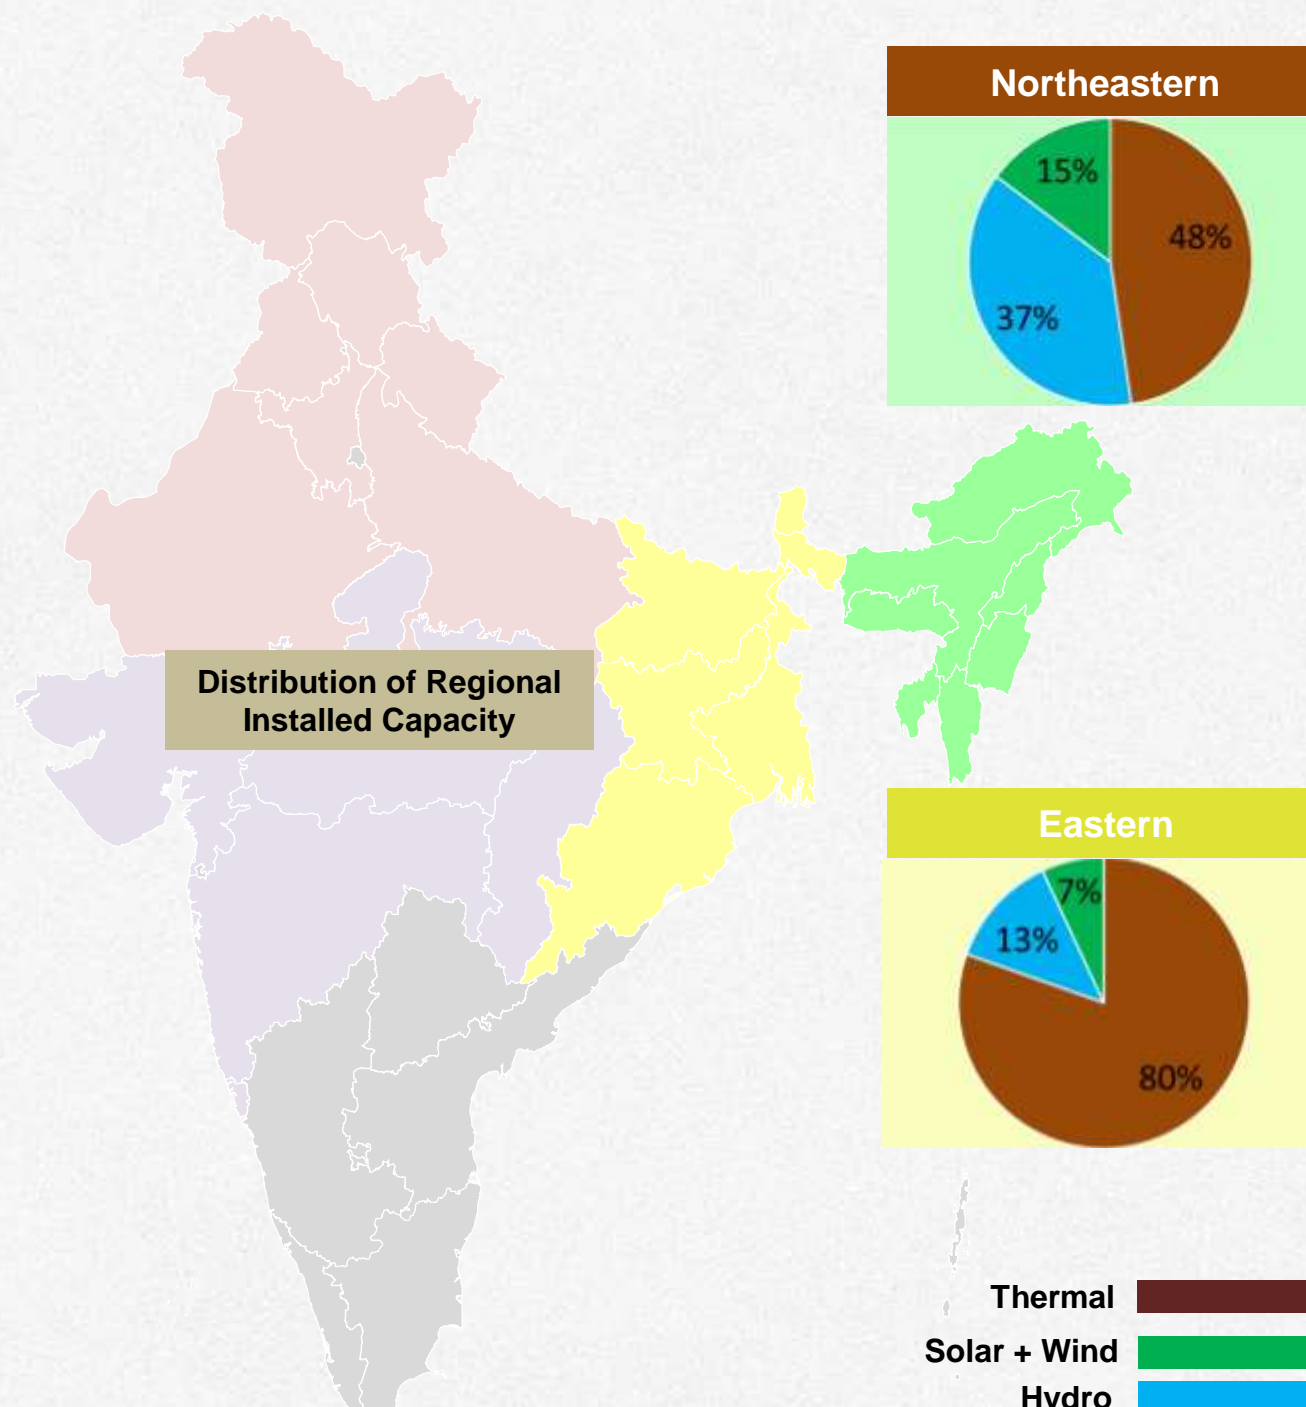 Northeastern
15%
48%
37%
Distribution of Regional
Installed Capacity
Eastern
7%
13%
80%
Thermal
Solar + Wind
Hydro